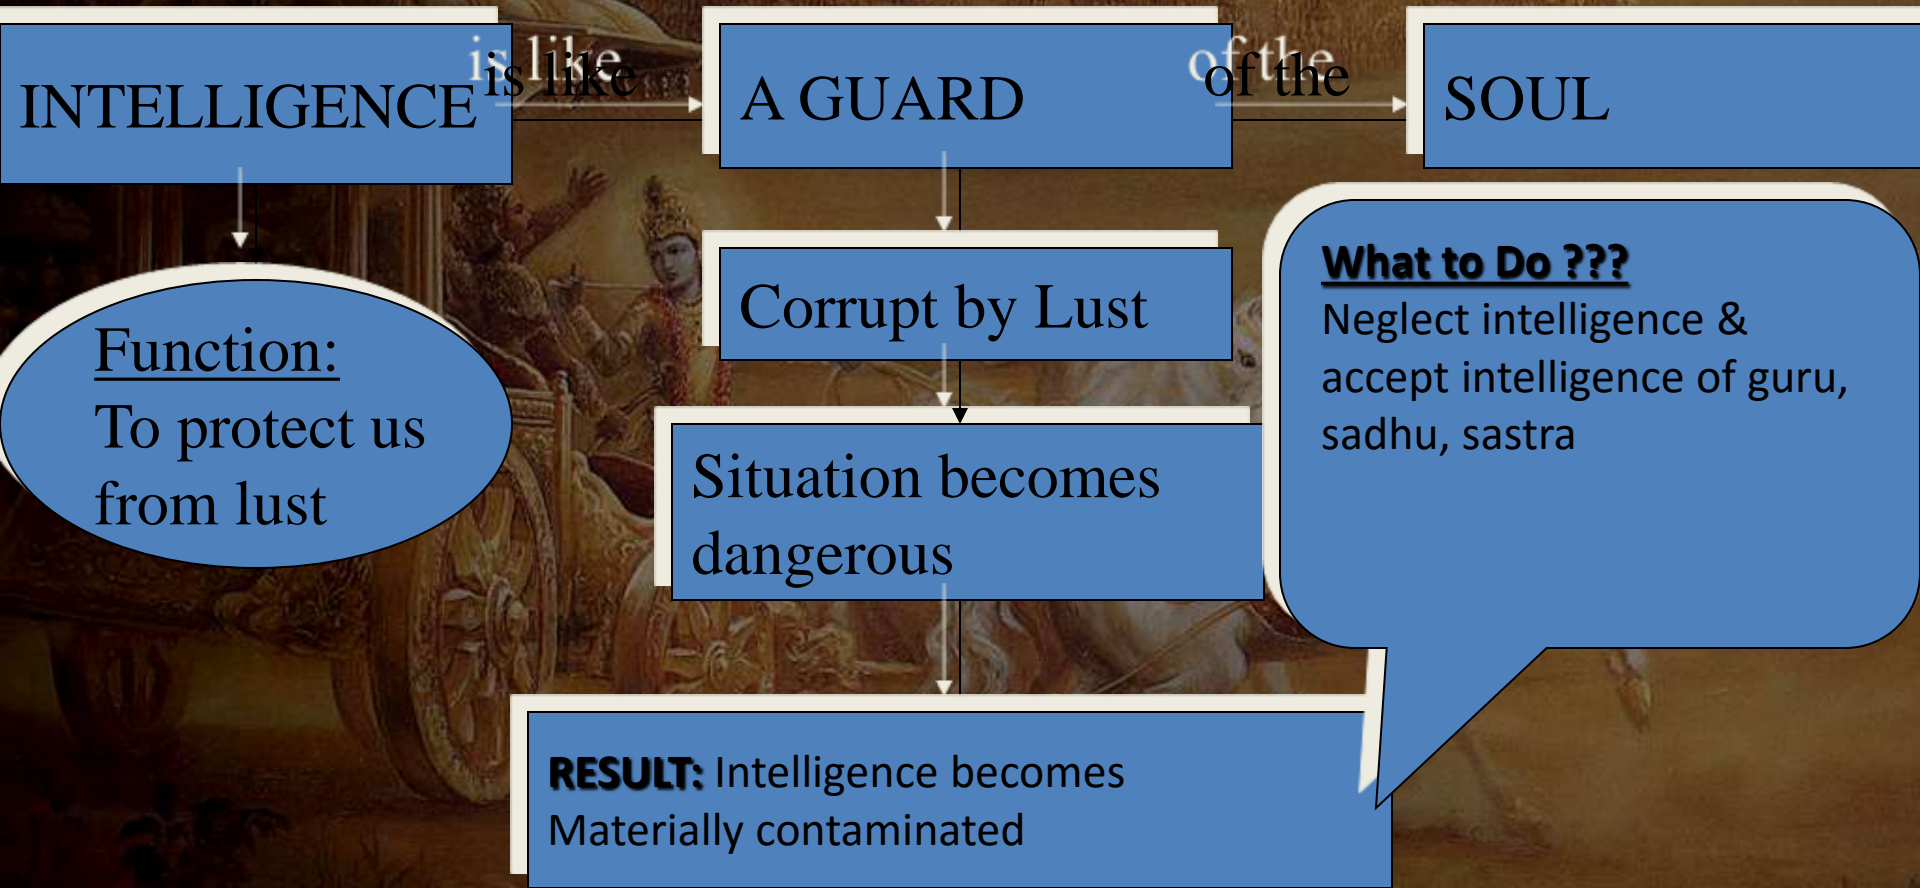 INTELLIGENCE
is like
A GUARD
of the
SOUL
Function:
To protect us
from lust
Corrupt by Lust
Situation becomes
dangerous
RESULT: Intelligence becomes
Materially contaminated
What to Do ???
Neglect intelligence &
accept intelligence of guru,
sadhu, sastra